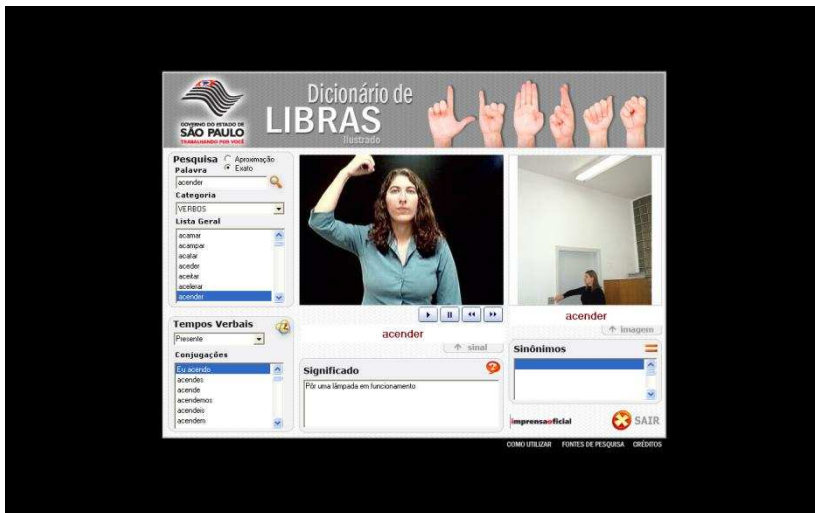 Dicionário de
LIBRAS
Ilustrado
GOVERNO DO ESTADO DE
SÃO PAULO
TRABALHANDO POR VOCÊ
Pesquisa
Aproximação
Exato
Palavra
acender
Categoria
VERBOS
Lista Geral
acamar
acampar
acatar
aceder
aceitar
acelerar
acender
Tempos Verbais
Presente
Conjugações
Eu acendo
acendes
acende
acendemos
acendeis
acendem
acender
sinal
Significado
Pôr uma lâmpada em funcionamento
acender
imagem
Sinônimos
imprensaoficial
SAIR
COMO UTILIZAR FONTES DE PESQUISA CRÉDITOS